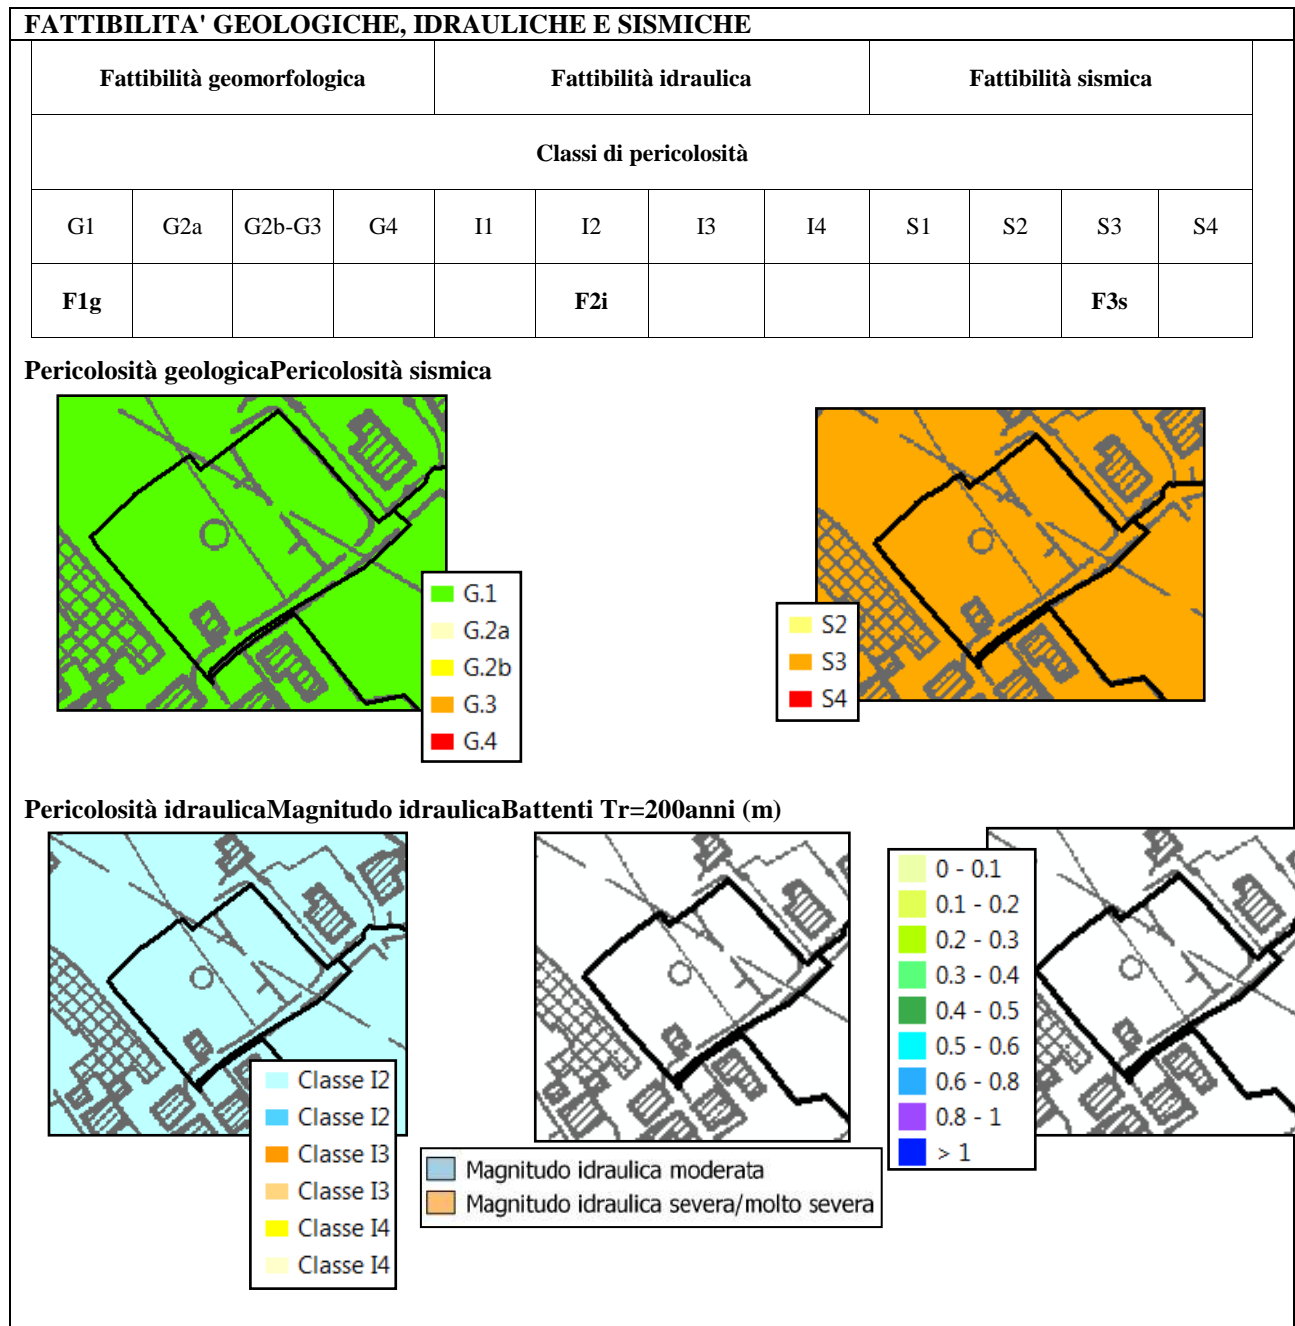 FATTIBILITA' GEOLOGICHE, IDRAULICHE E SISMICHE
Fattibilità geomorfologica Fattibilità idraulica Fattibilità sismica
Classi di pericolosità
G1 G2a G2b-G3 G4 I1 I2 I3 I4 S1 S2 S3 S4
F1g F2i F3s
Pericolosità geologicaPericolosità sismica
G.1
G.2a
G.2b
G.3
G.4
S2
S3
S4
Pericolosità idraulicaMagnitudo idraulicaBattenti Tr=200anni (m)
Classe I2
Classe I2
Classe I3
Classe I3
Classe I4
Classe I4
Magnitudo idraulica moderata
Magnitudo idraulica severa/molto severa
0 - 0.1
0.1 - 0.2
0.2 - 0.3
0.3 - 0.4
0.4 - 0.5
0.5 - 0.6
0.6 - 0.8
0.8 - 1
> 1